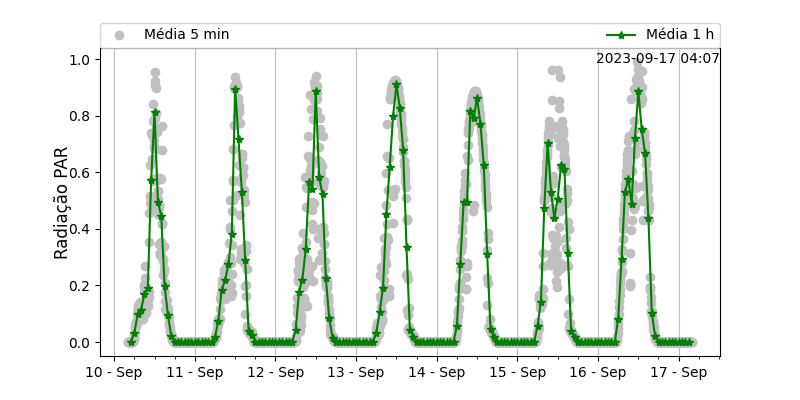 Média 5 min
Média 1 h
2023-09-17 04:07
Radiação PAR
1.0
0.8
0.6
0.4
0.2
0.0
10 - Sep
11 - Sep
12 - Sep
13 - Sep
14 - Sep
15 - Sep
16 - Sep
17 - Sep